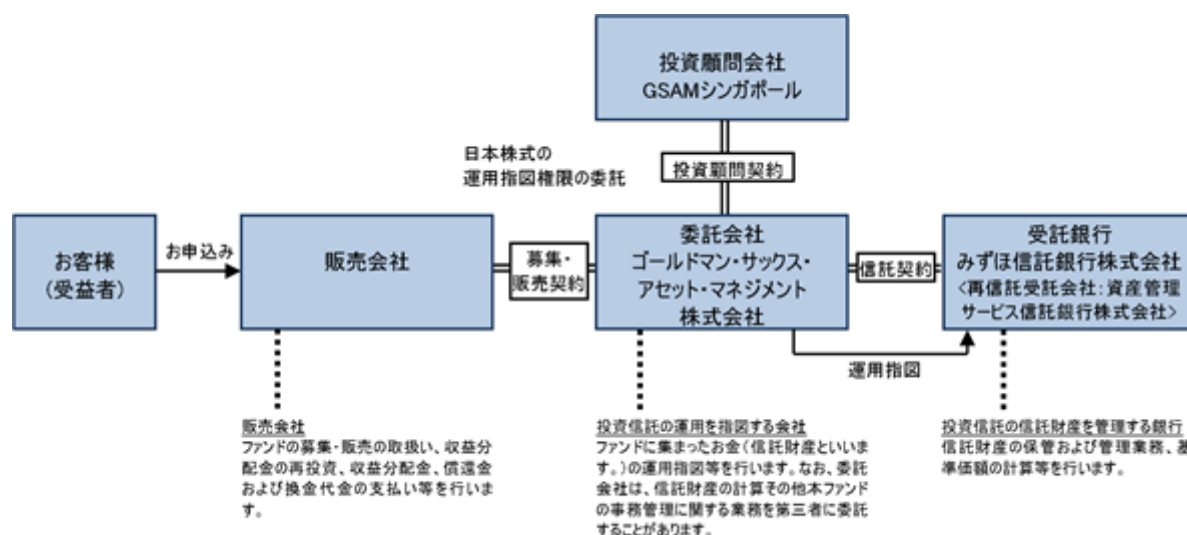 投資顧問会社
GSAMシンガポール
日本株式の
運用指図権限の委託
投資顧問契約
お客様
（受益者）
お申込み
販売会社
募集・
販売契約
委託会社
ゴールドマン・サックス・
アセット・マネジメント
株式会社
信託契約
受託銀行
みずほ信託銀行株式会社
＜再信託受託会社：資産管理
サービス信託銀行株式会社＞
運用指図
販売会社
ファンドの募集・販売の取扱い、収益分
配金の再投資、収益分配金、償還金
および換金代金の支払い等を行いま
す。
投資信託の運用を指図する会社
ファンドに集まったお金（信託財産といいま
す。）の運用指図等を行います。なお、委託
会社は、信託財産の計算その他本ファンド
の事務管理に関する業務を第三者に委託
することがあります。
投資信託の信託財産を管理する銀行
信託財産の保管および管理業務、基
準価額の計算等を行います。